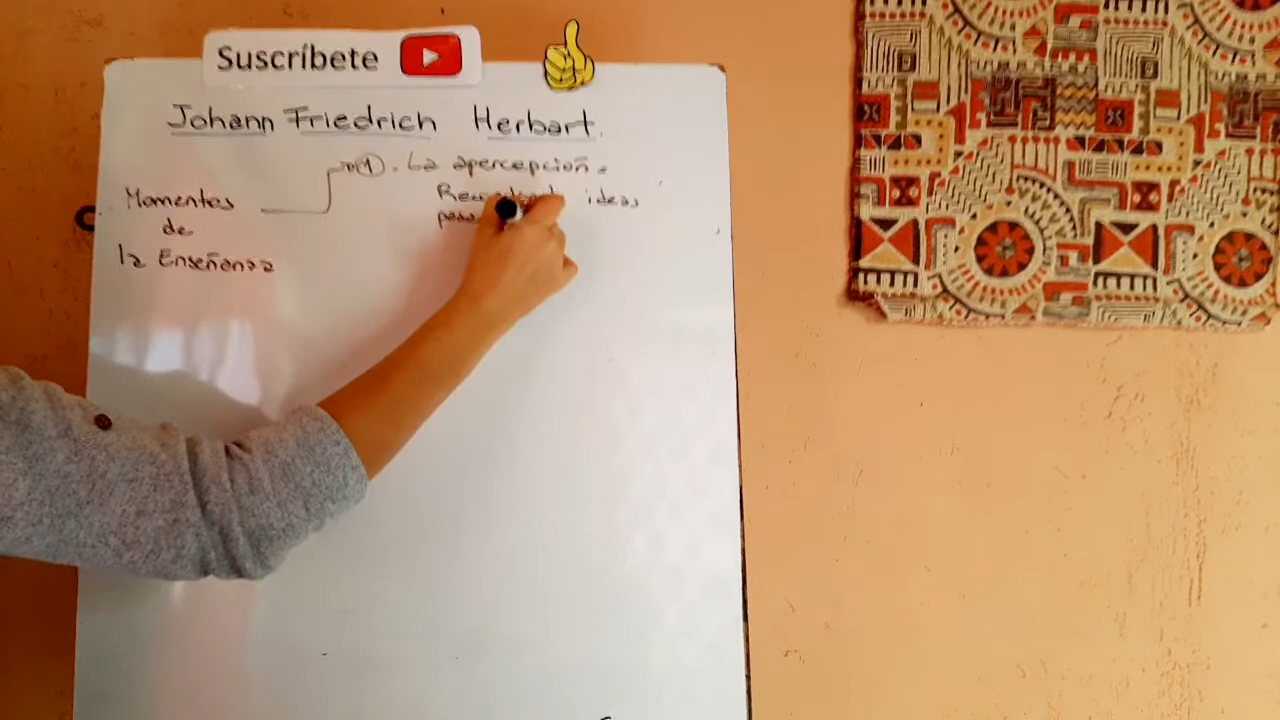 Suscríbete
Johann Friedrich Herbart.
1. La apercepción.
Momentos
de
la Enseñanza
ideas